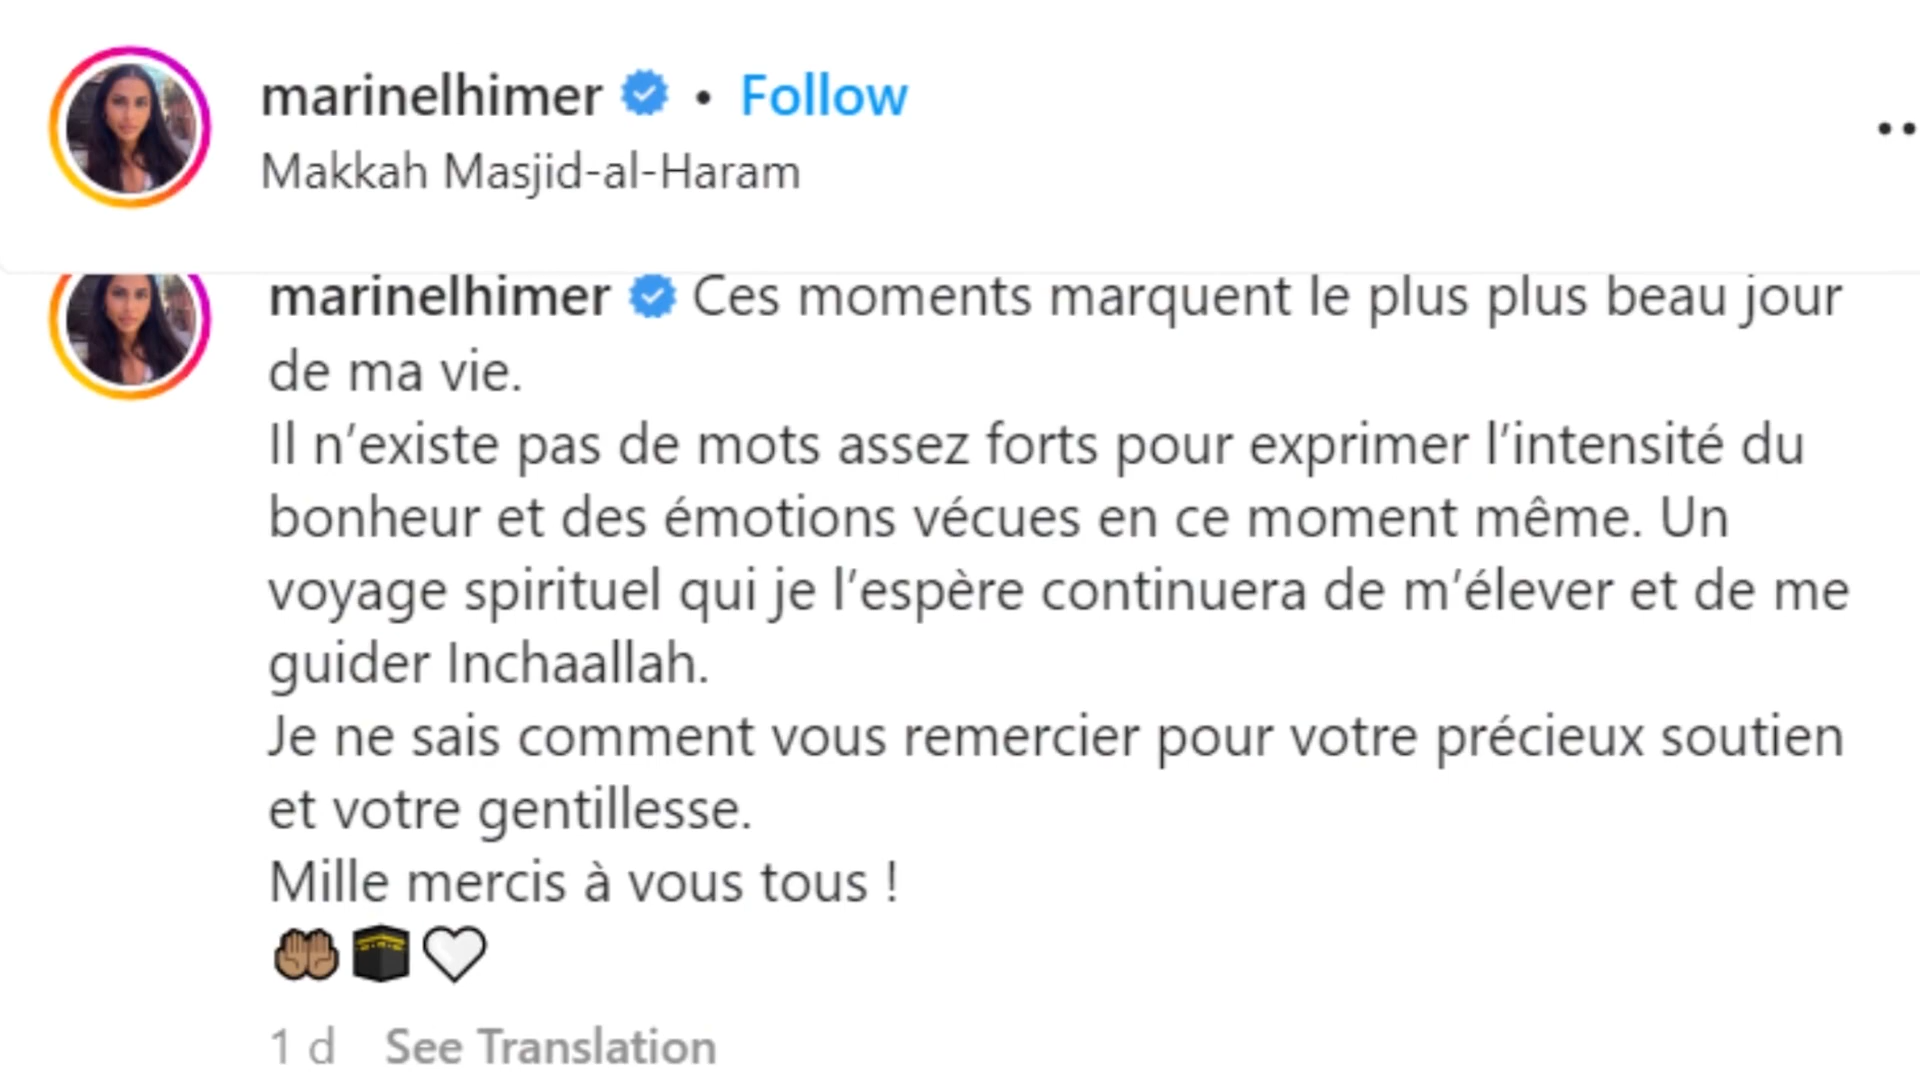 marinelhimer • Follow
Makkah Masjid-al-Haram
marinelhimer Ces moments marquent le plus plus beau jour
de ma vie.
Il n’existe pas de mots assez forts pour exprimer l’intensité du
bonheur et des émotions vécues en ce moment même. Un
voyage spirituel qui je l’espère continuera de m’élever et de me
guider Inchaallah.
Je ne sais comment vous remercier pour votre précieux soutien
et votre gentillesse.
Mille mercis à vous tous !
🤲🏽🕋🤍
1 d See Translation